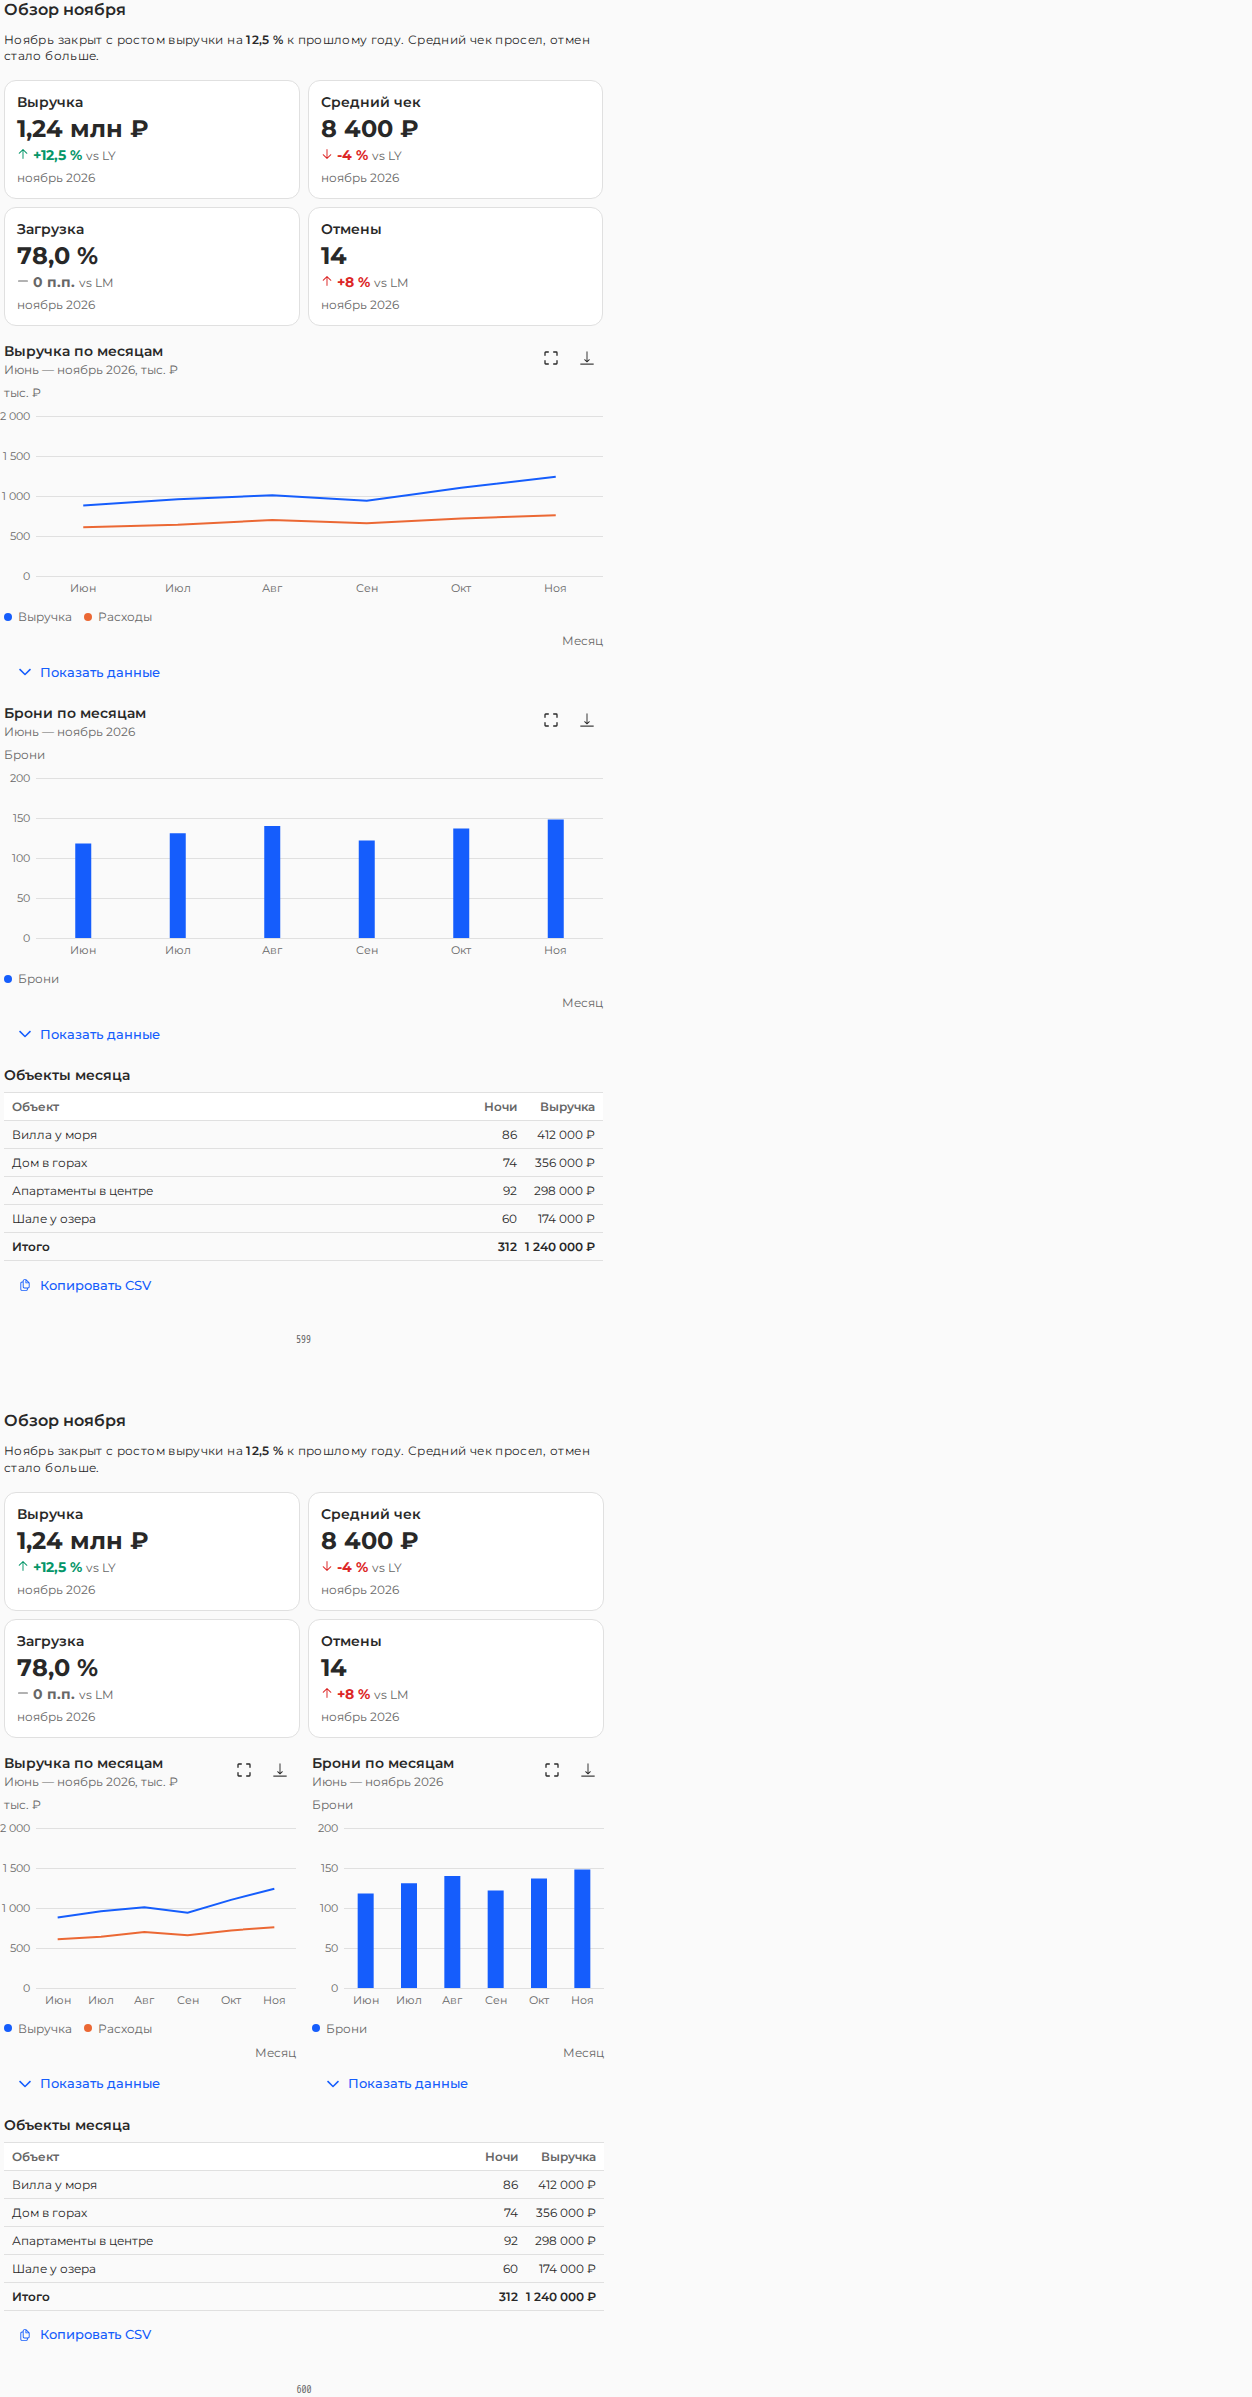 Обзор ноября
Ноябрь закрыт с ростом выручки на 12,5 % к прошлому году. Средний чек просел, отмен
стало больше.
Выручка
1,24 млн ₽
+12,5 % vs LY
ноябрь 2026
Средний чек
8 400 ₽
-4 % vs LY
ноябрь 2026
Загрузка
78,0 %
0 п.п. vs LM
ноябрь 2026
Отмены
14
+8 % vs LM
ноябрь 2026
Выручка по месяцам
Июнь — ноябрь 2026, тыс. ₽
тыс. ₽
2 000
1 500
1 000
500
0
Июн Июл Авг Сен Окт Ноя
Выручка Расходы
Месяц
Показать данные
Брони по месяцам
Июнь — ноябрь 2026
Брони
200
150
100
50
0
Июн Июл Авг Сен Окт Ноя
Брони
Месяц
Показать данные
Объекты месяца
Объект Ночи Выручка
Вилла у моря 86 412 000 ₽
Дом в горах 74 356 000 ₽
Апартаменты в центре 92 298 000 ₽
Шале у озера 60 174 000 ₽
Итого 312 1 240 000 ₽
Копировать CSV
599
Обзор ноября
Ноябрь закрыт с ростом выручки на 12,5 % к прошлому году. Средний чек просел, отмен
стало больше.
Выручка
1,24 млн ₽
+12,5 % vs LY
ноябрь 2026
Средний чек
8 400 ₽
-4 % vs LY
ноябрь 2026
Загрузка
78,0 %
0 п.п. vs LM
ноябрь 2026
Отмены
14
+8 % vs LM
ноябрь 2026
Выручка по месяцам
Июнь — ноябрь 2026, тыс. ₽
тыс. ₽
2 000
1 500
1 000
500
0
Июн Июл Авг Сен Окт Ноя
Выручка Расходы
Месяц
Показать данные
Брони по месяцам
Июнь — ноябрь 2026
Брони
200
150
100
50
0
Июн Июл Авг Сен Окт Ноя
Брони
Месяц
Показать данные
Объекты месяца
Объект Ночи Выручка
Вилла у моря 86 412 000 ₽
Дом в горах 74 356 000 ₽
Апартаменты в центре 92 298 000 ₽
Шале у озера 60 174 000 ₽
Итого 312 1 240 000 ₽
Копировать CSV
600